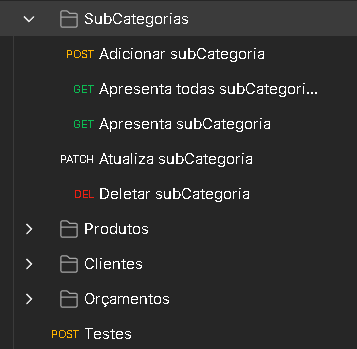 SubCategorias
POST Adicionar subCategoria
GET Apresenta todas subCategori...
GET Apresenta subCategoria
PATCH Atualiza subCategoria
DEL Deletar subCategoria
Produtos
Clientes
Orçamentos
POST Testes